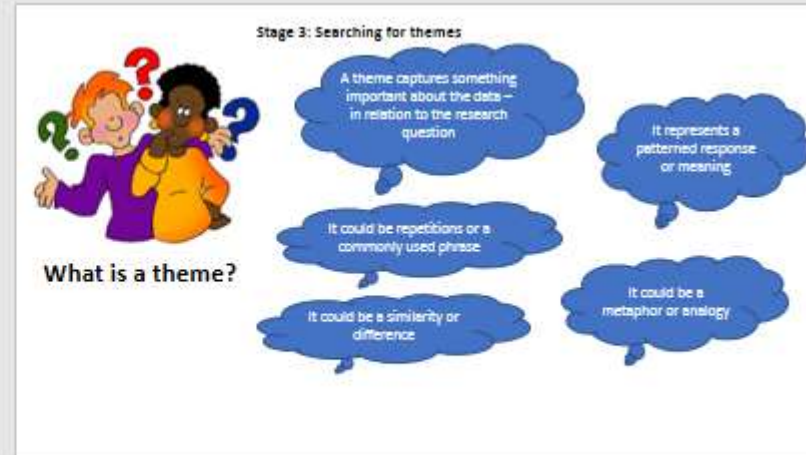 Stage 3: Searching for themes
A theme captures something
important about the data –
in relation to the research
question
It represents a
patterned response
or meaning
It could be repetitions or a
commonly used phrase
What is a theme?
It could be a
metaphor or analogy
It could be a similarity or
difference